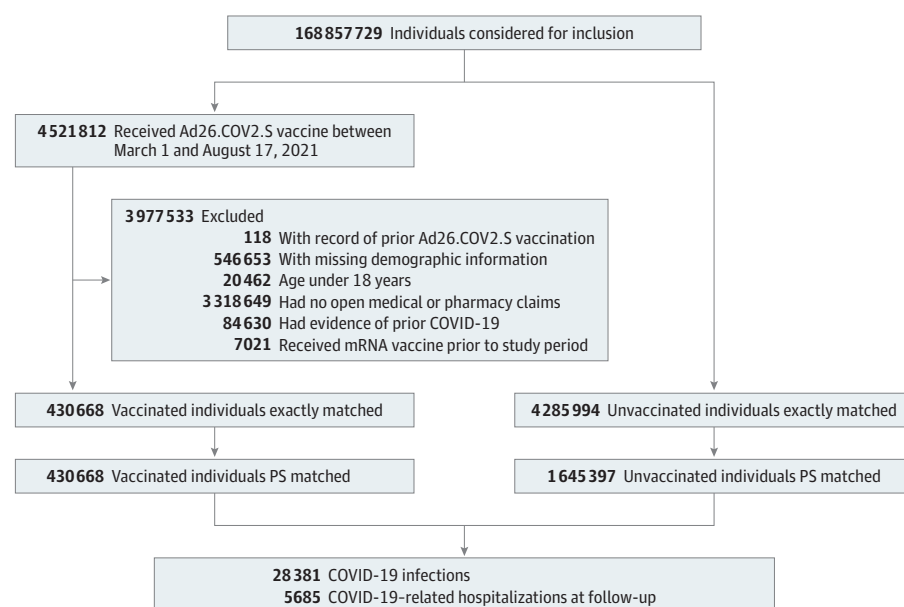 168857729 Individuals considered for inclusion
4521812 Received Ad26.COV2.S vaccine between
March 1 and August 17, 2021
3977533 Excluded
118 With record of prior Ad26.COV2.S vaccination
546653 With missing demographic information
20462 Age under 18 years
3318649 Had no open medical or pharmacy claims
84630 Had evidence of prior COVID-19
7021 Received mRNA vaccine prior to study period
430668 Vaccinated individuals exactly matched
4285994 Unvaccinated individuals exactly matched
430668 Vaccinated individuals PS matched
1645397 Unvaccinated individuals PS matched
28381 COVID-19 infections
5685 COVID-19-related hospitalizations at follow-up